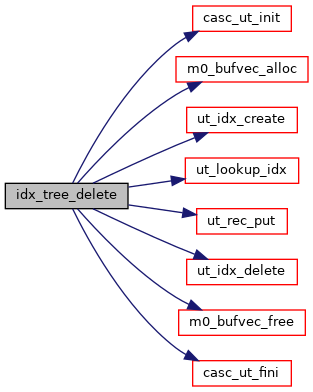 casc_ut_init
m0_bufvec_alloc
ut_idx_create
ut_lookup_idx
idx_tree_delete
ut_rec_put
ut_idx_delete
m0_bufvec_free
casc_ut_fini